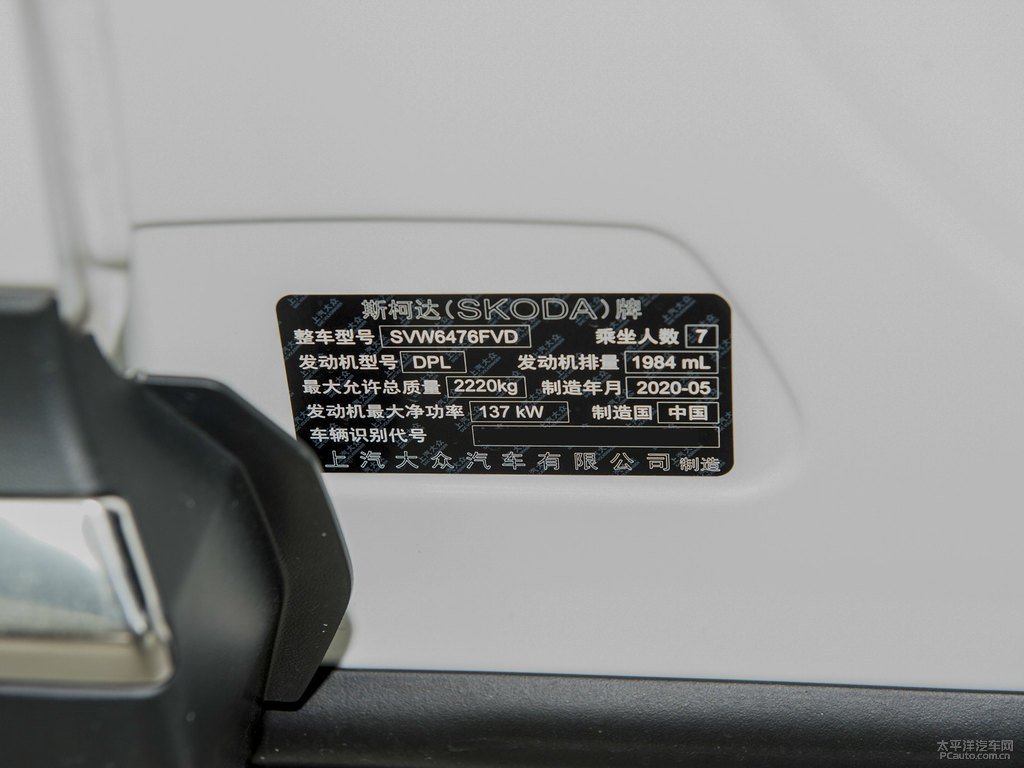 斯柯达(SKODA)牌
整车型号 SVW6476FVD 乘坐人数 7
发动机型号 DPL 发动机排量 1984 mL
最大允许总质量 2220kg 制造年月 2020-05
发动机最大净功率 137 kW 制造国 中国
车辆识别代号
上汽大众汽车有限公司 制造
太平洋汽车网
PCauto.com.cn